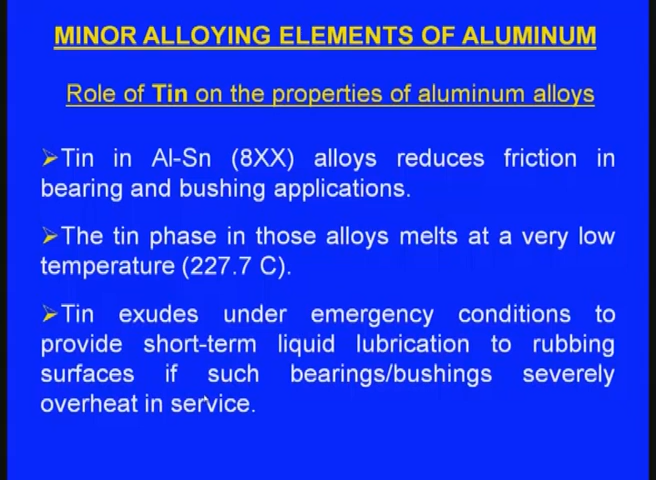 MINOR ALLOYING ELEMENTS OF ALUMINUM
Role of Tin on the properties of aluminum alloys
➢Tin in Al-Sn (8XX) alloys reduces friction in
bearing and bushing applications.
➢The tin phase in those alloys melts at a very low
temperature (227.7 C).
➢Tin exudes under emergency conditions to
provide short-term liquid lubrication to rubbing
surfaces if such bearings/bushings severely
overheat in service.